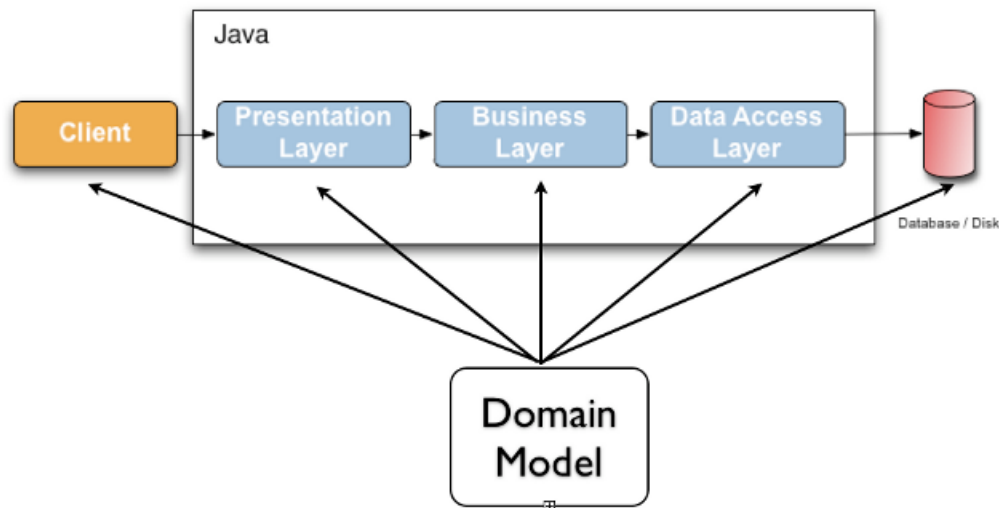 Java
Client
Presentation
Layer
Business
Layer
Data Access
Layer
Database / Disk
Domain
Model